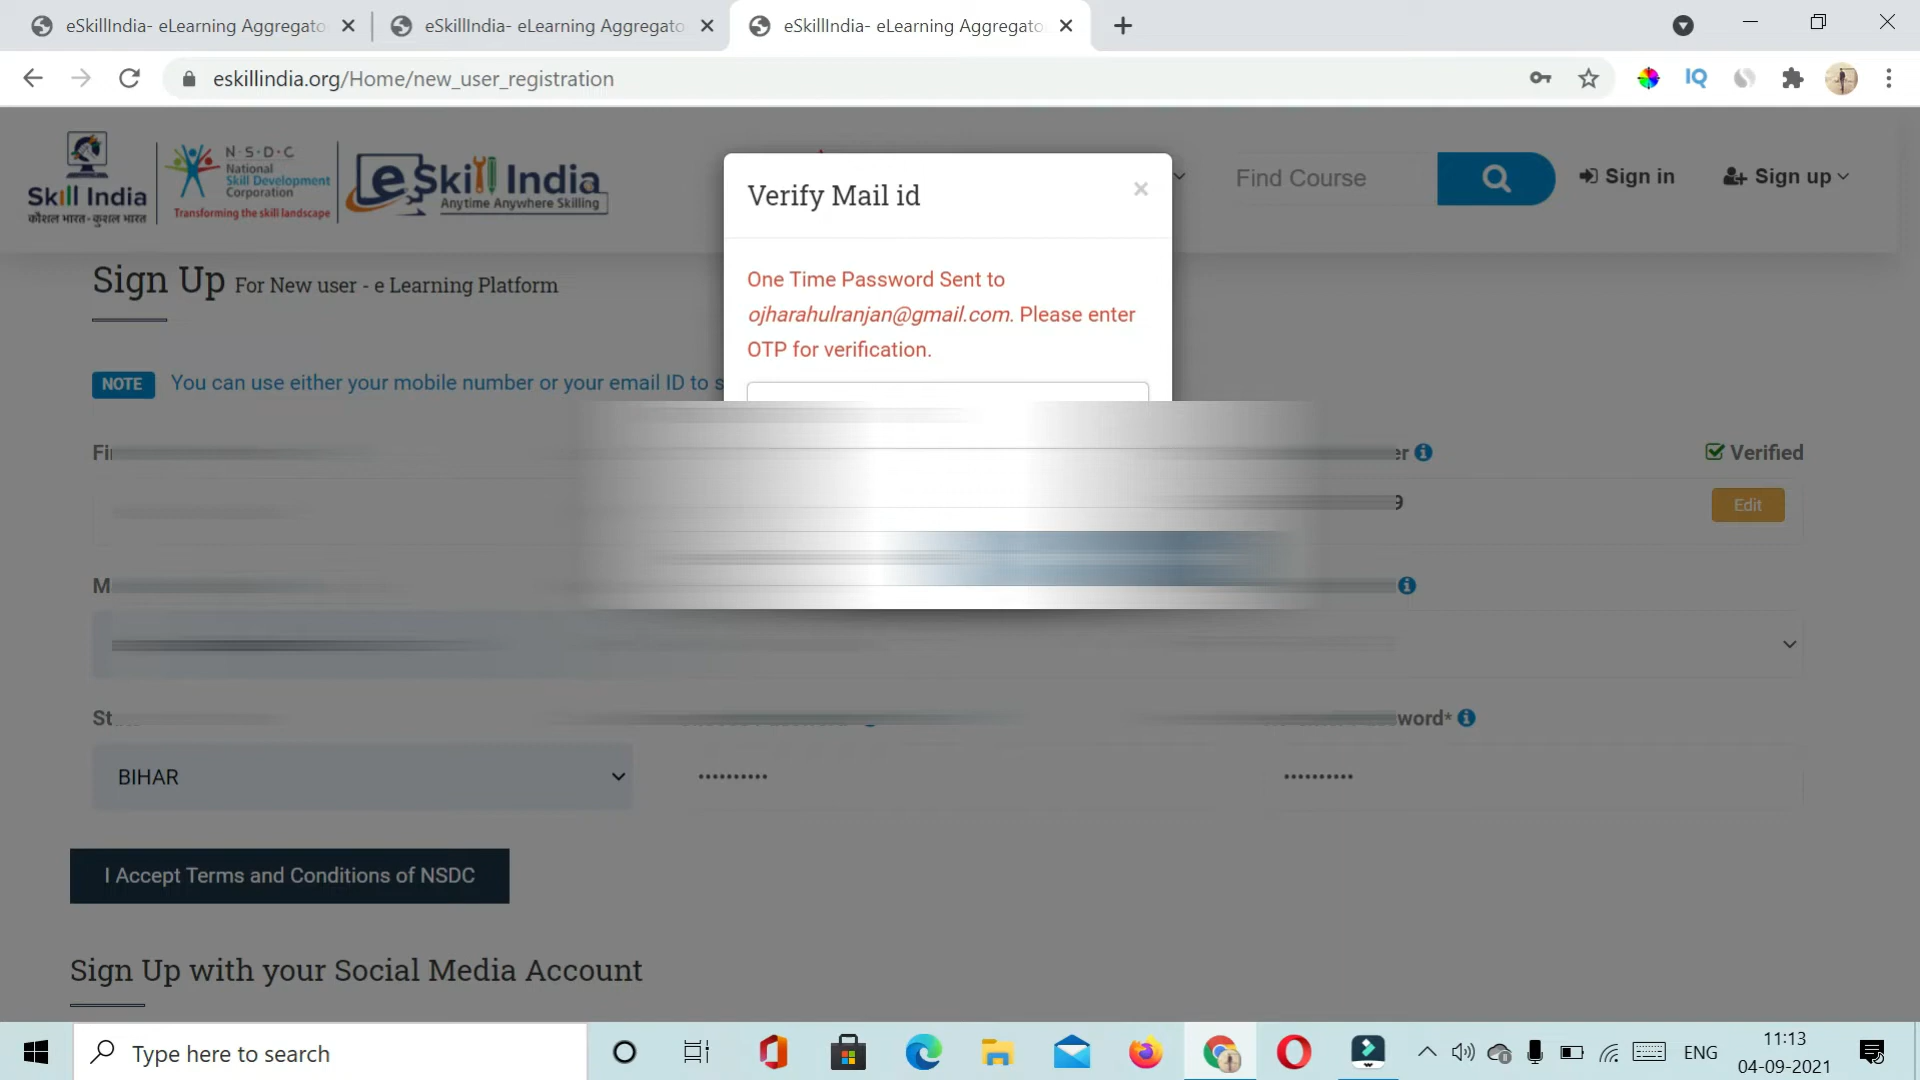 eSkillIndia- eLearning Aggregato
eSkillIndia- eLearning Aggregato
eSkillIndia- eLearning Aggregato
eskillindia.org/Home/new_user_registration
IQ
Skill India
कौशल भारत - कुशल भारत
N·S·D·C
National
Skill Development
Corporation
Transforming the skill landscape
eSkill India
Anytime Anywhere Skilling
Find Course
Sign in
Sign up
Verify Mail id
×
One Time Password Sent to
ojharahulranjan@gmail.com. Please enter
OTP for verification.
Sign Up For New user - e Learning Platform
NOTE You can use either your mobile number or your email ID to s
Verified
9
Edit
word*
BIHAR
I Accept Terms and Conditions of NSDC
Sign Up with your Social Media Account
Type here to search
ENG
11:13
04-09-2021